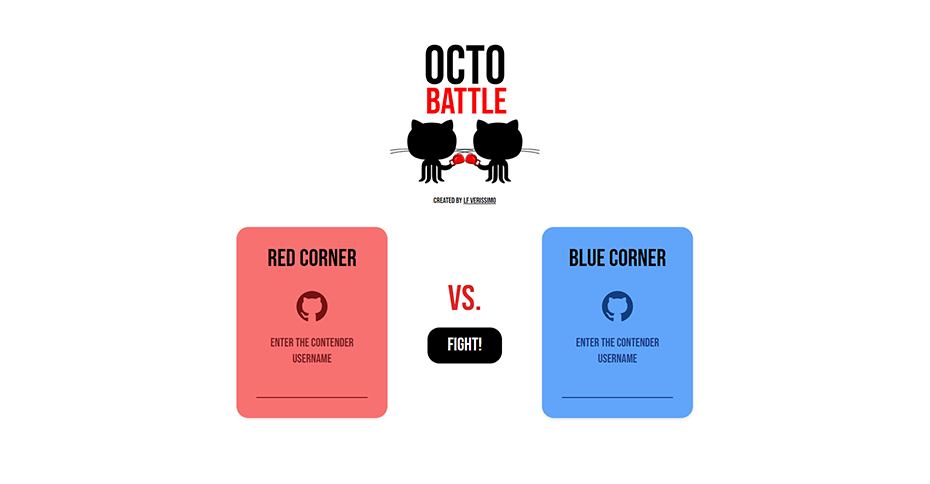 OCTO
BATTLE
CREATED BY LF VERISSIMO
RED CORNER
ENTER THE CONTENDER
USERNAME
VS.
FIGHT!
BLUE CORNER
ENTER THE CONTENDER
USERNAME